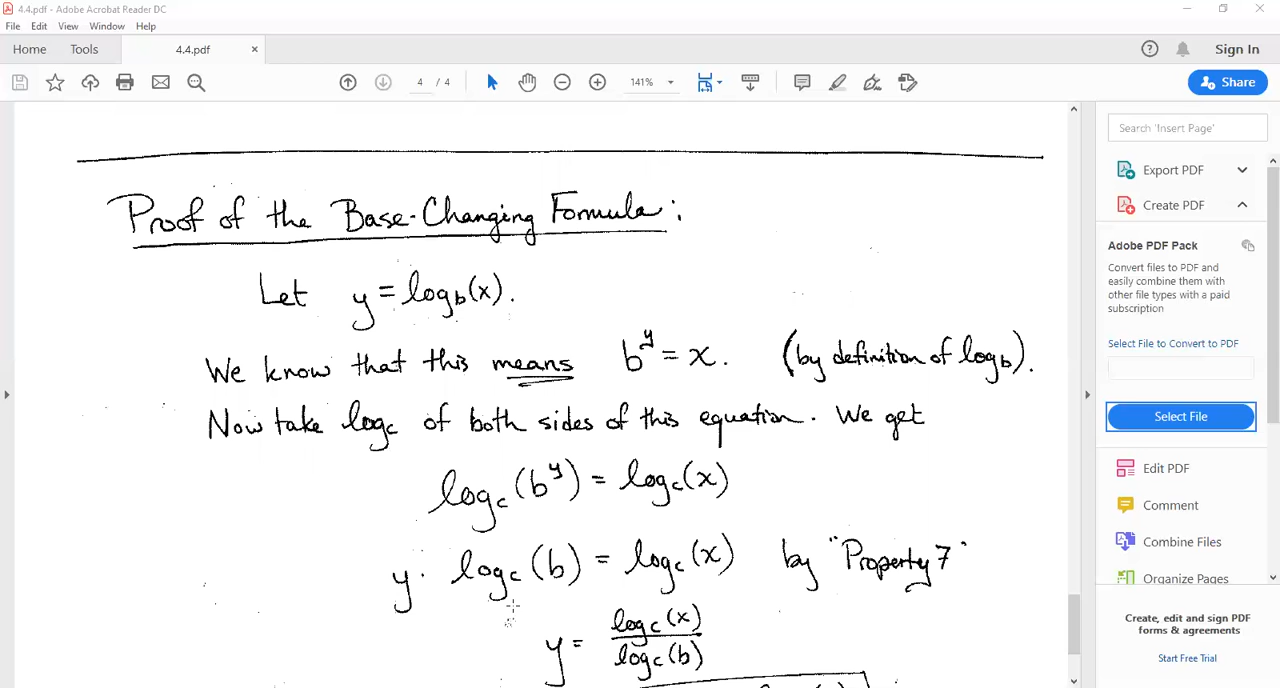 4.4.pdf - Adobe Acrobat Reader DC
File Edit View Window Help
Home Tools 4.4.pdf × Sign In
4 / 4 141% Share
Search 'Insert Page'
Export PDF
Create PDF
Adobe PDF Pack
Convert files to PDF and
easily combine them with
other file types with a paid
subscription
Select File to Convert to PDF
Select File
Edit PDF
Comment
Combine Files
Organize Pages
Create, edit and sign PDF
forms & agreements
Start Free Trial
Proof of the Base-Changing Formula:
Let y = log_b(x).
We know that this means b^y = x. (by definition of log_b).
Now take log_c of both sides of this equation. We get
log_c(b^y) = log_c(x)
y · log_c(b) = log_c(x) by "Property 7"
y = log_c(x) / log_c(b)